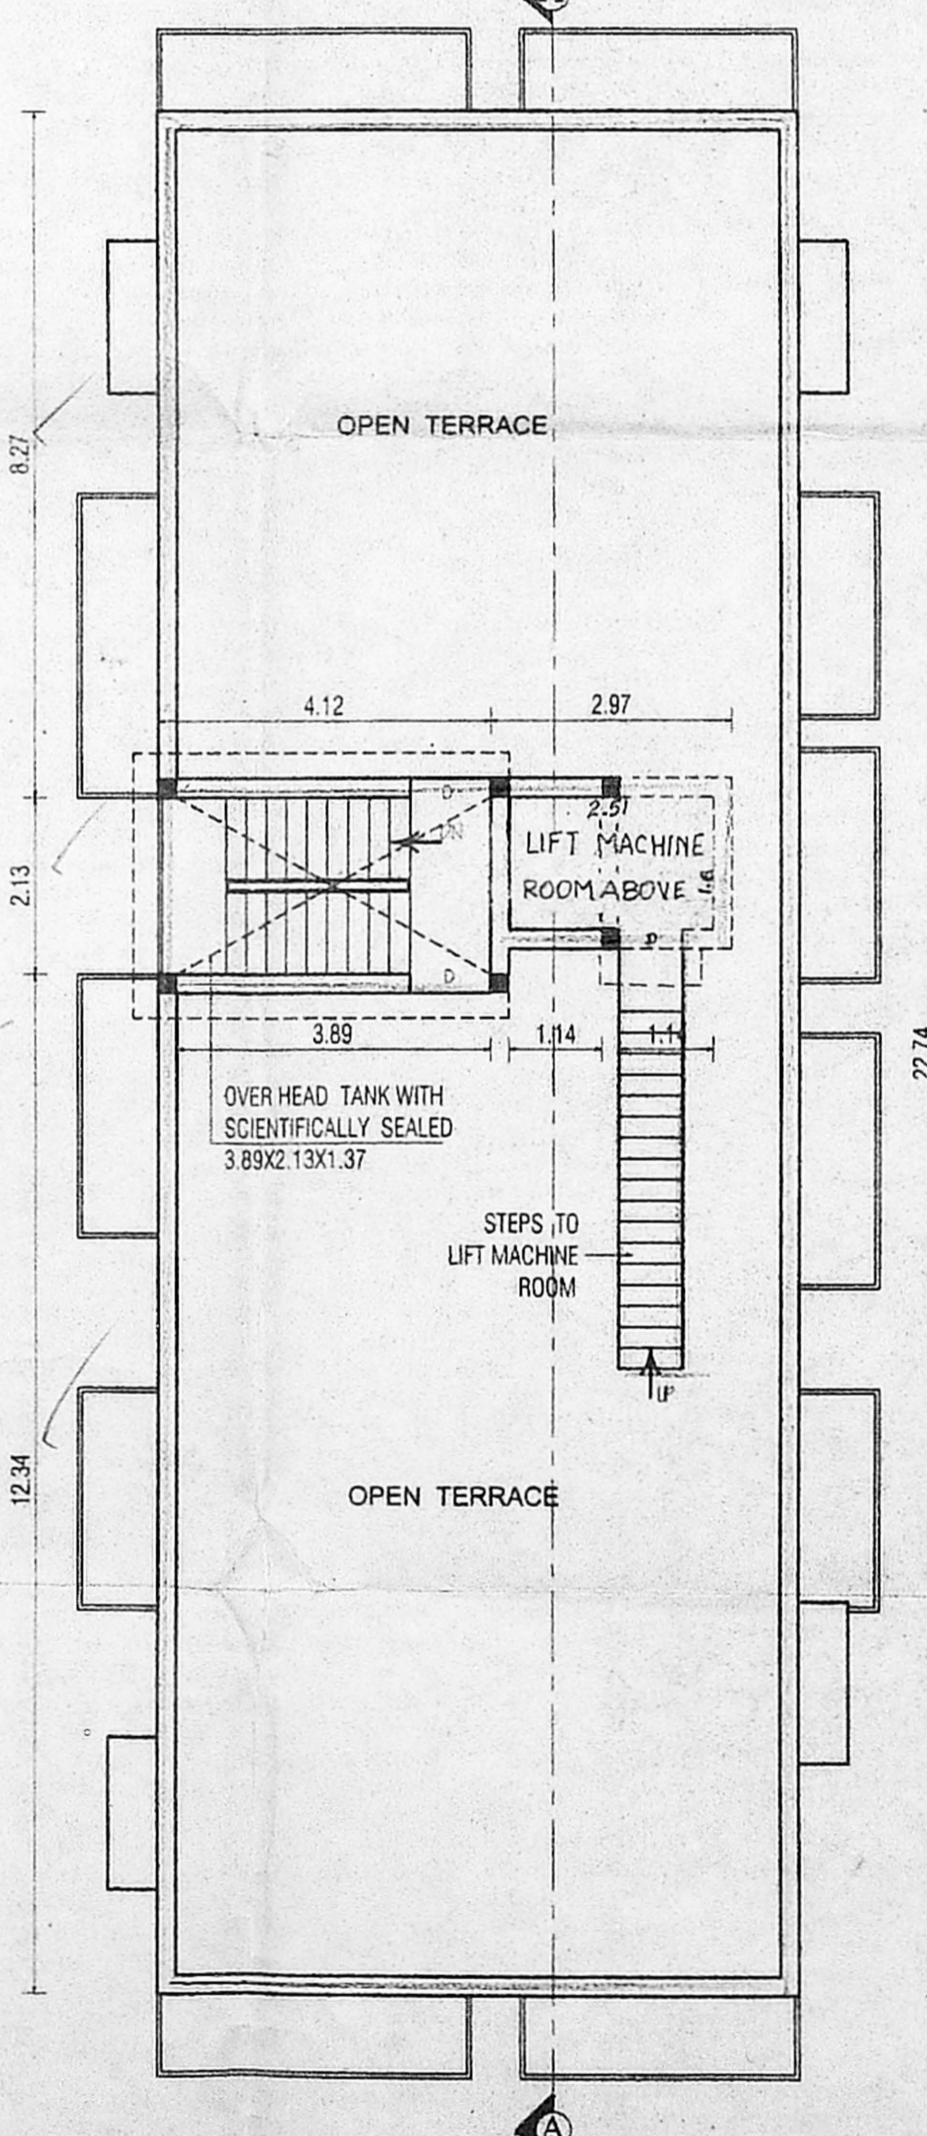 8.27
OPEN TERRACE
4.12
2.97
D
2.51
DN
LIFT MACHINE
ROOM ABOVE
2.13
D
D
3.89
1.14
22.74
OVER HEAD TANK WITH
SCIENTIFICALLY SEALED
3.89X2.13X1.37
STEPS TO
LIFT MACHINE
ROOM
UP
12.34
OPEN TERRACE
A